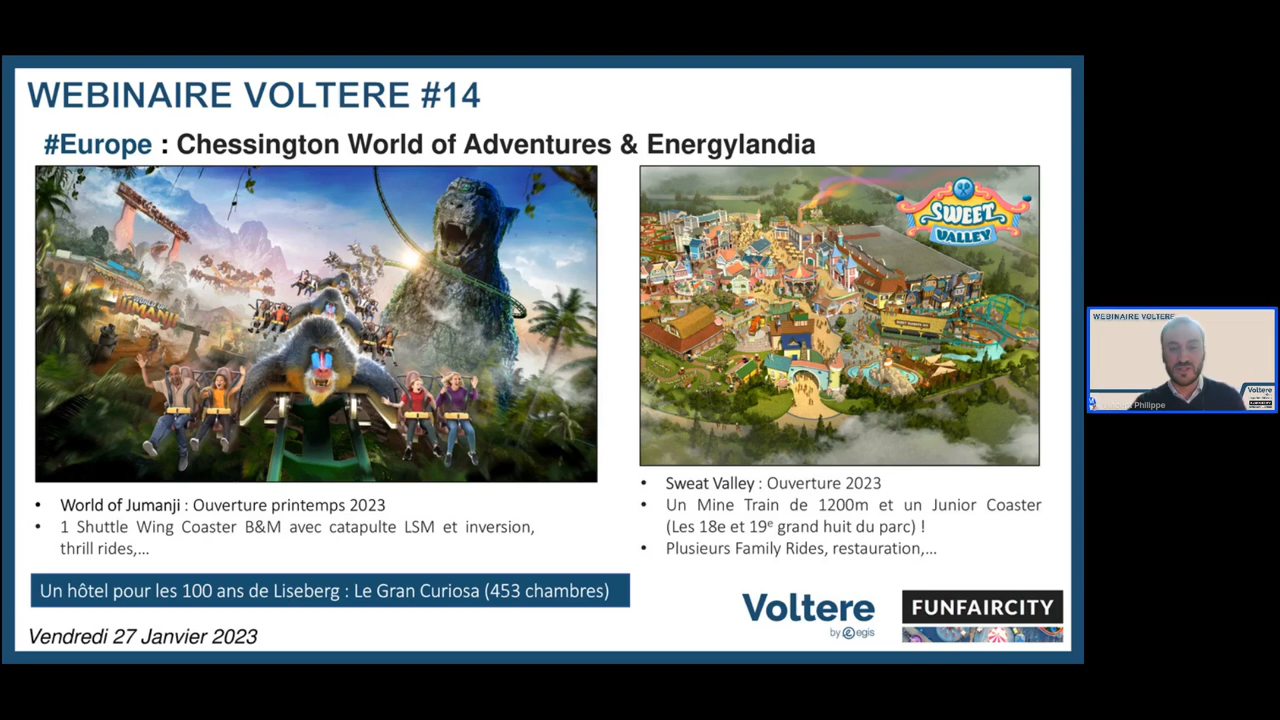 WEBINAIRE VOLTERE #14
#Europe : Chessington World of Adventures & Energylandia
JUMANJI
SWEET
VALLEY
• World of Jumanji : Ouverture printemps 2023
• 1 Shuttle Wing Coaster B&M avec catapulte LSM et inversion,
thrill rides,...
• Sweat Valley : Ouverture 2023
• Un Mine Train de 1200m et un Junior Coaster
(Les 18e et 19e grand huit du parc) !
• Plusieurs Family Rides, restauration,...
Un hôtel pour les 100 ans de Liseberg : Le Gran Curiosa (453 chambres)
Vendredi 27 Janvier 2023
Voltere
by egis
FUNFAIRCITY
WEBINAIRE VOLTERE
Philippe
Voltere